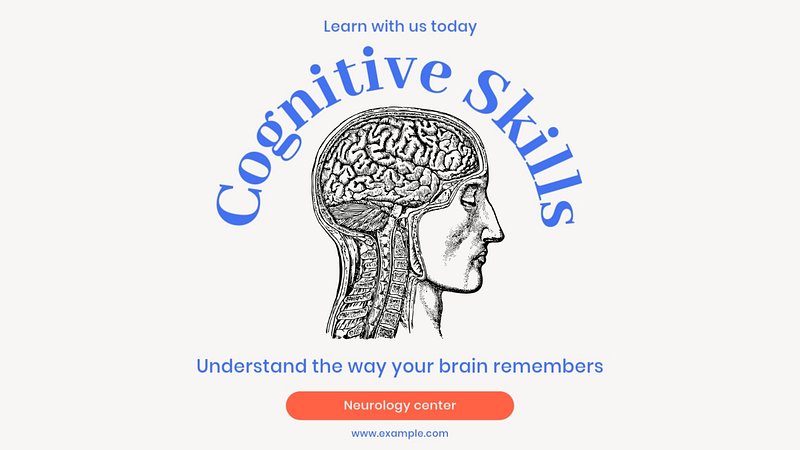 Learn with us today
Cognitive Skills
Understand the way your brain remembers
Neurology center
www.example.com